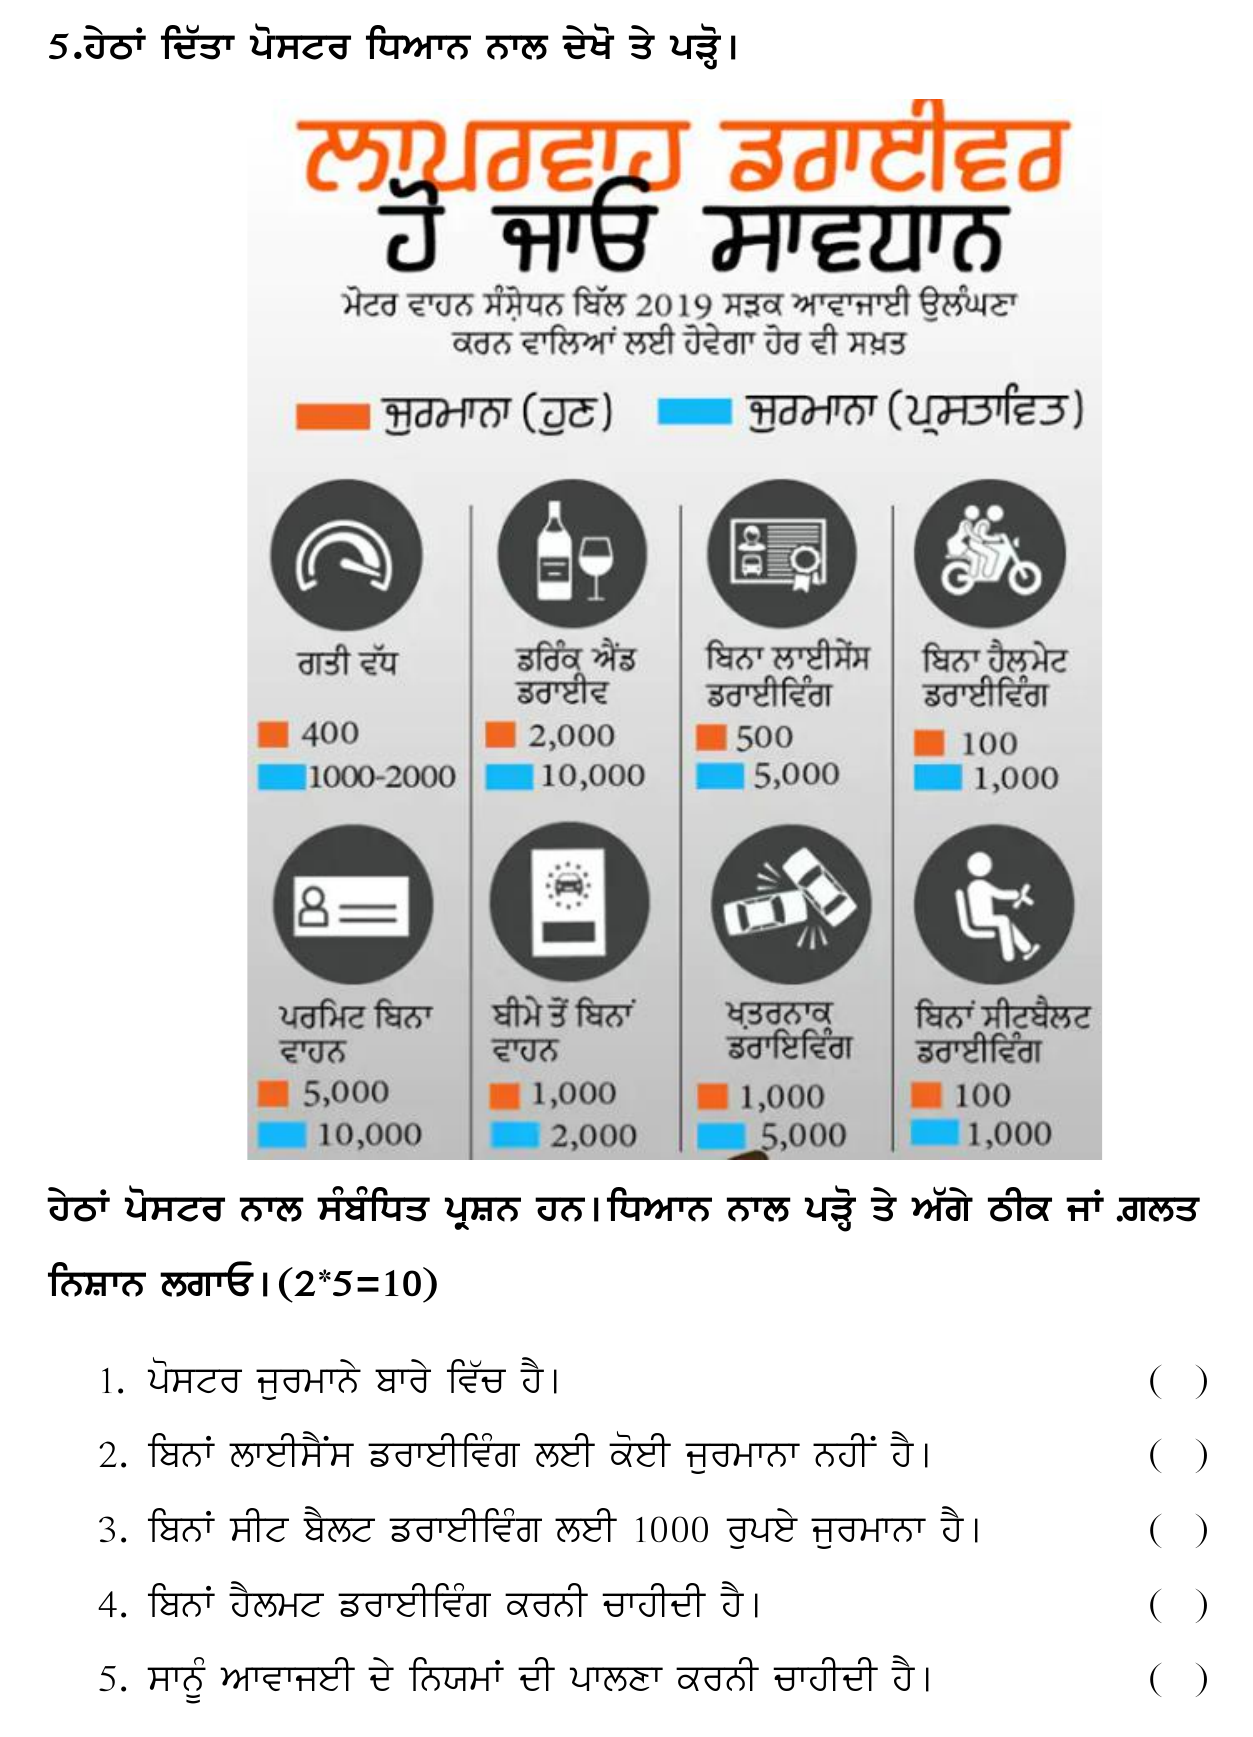 5.ਹੇਠਾਂ ਦਿੱਤਾ ਪੋਸਟਰ ਧਿਆਨ ਨਾਲ ਦੇਖੋ ਤੇ ਪੜ੍ਹੋ।
ਲਾਪਰਵਾਹ ਡਰਾਈਵਰ
ਹੋ ਜਾਓ ਸਾਵਧਾਨ
ਮੋਟਰ ਵਾਹਨ ਸੰਸ਼ੋਧਨ ਬਿੱਲ 2019 ਸੜਕ ਆਵਾਜਾਈ ਉਲੰਘਣਾ
ਕਰਨ ਵਾਲਿਆਂ ਲਈ ਹੋਵੇਗਾ ਹੋਰ ਵੀ ਸਖ਼ਤ
ਜੁਰਮਾਨਾ (ਹੁਣ) ਜੁਰਮਾਨਾ (ਪ੍ਰਸਤਾਵਿਤ)
ਗਤੀ ਵੱਧ
400
1000-2000
ਡਰਿੰਕ ਐਂਡ
ਡਰਾਈਵ
2,000
10,000
ਬਿਨਾ ਲਾਈਸੇਂਸ
ਡਰਾਈਵਿੰਗ
500
5,000
ਬਿਨਾ ਹੈਲਮੇਟ
ਡਰਾਈਵਿੰਗ
100
1,000
ਪਰਮਿਟ ਬਿਨਾ
ਵਾਹਨ
5,000
10,000
ਬੀਮੇ ਤੋਂ ਬਿਨਾਂ
ਵਾਹਨ
1,000
2,000
ਖ਼ਤਰਨਾਕ
ਡਰਾਇਵਿੰਗ
1,000
5,000
ਬਿਨਾਂ ਸੀਟਬੈਲਟ
ਡਰਾਈਵਿੰਗ
100
1,000
ਹੇਠਾਂ ਪੋਸਟਰ ਨਾਲ ਸੰਬੰਧਿਤ ਪ੍ਰਸ਼ਨ ਹਨ।ਧਿਆਨ ਨਾਲ ਪੜ੍ਹੋ ਤੇ ਅੱਗੇ ਠੀਕ ਜਾਂ ਗ਼ਲਤ
ਨਿਸ਼ਾਨ ਲਗਾਓ।(2*5=10)
1. ਪੋਸਟਰ ਜੁਰਮਾਨੇ ਬਾਰੇ ਵਿੱਚ ਹੈ। ( )
2. ਬਿਨਾਂ ਲਾਈਸੈਂਸ ਡਰਾਈਵਿੰਗ ਲਈ ਕੋਈ ਜੁਰਮਾਨਾ ਨਹੀਂ ਹੈ। ( )
3. ਬਿਨਾਂ ਸੀਟ ਬੈਲਟ ਡਰਾਈਵਿੰਗ ਲਈ 1000 ਰੁਪਏ ਜੁਰਮਾਨਾ ਹੈ। ( )
4. ਬਿਨਾਂ ਹੈਲਮਟ ਡਰਾਈਵਿੰਗ ਕਰਨੀ ਚਾਹੀਦੀ ਹੈ। ( )
5. ਸਾਨੂੰ ਆਵਾਜਈ ਦੇ ਨਿਯਮਾਂ ਦੀ ਪਾਲਣਾ ਕਰਨੀ ਚਾਹੀਦੀ ਹੈ। ( )